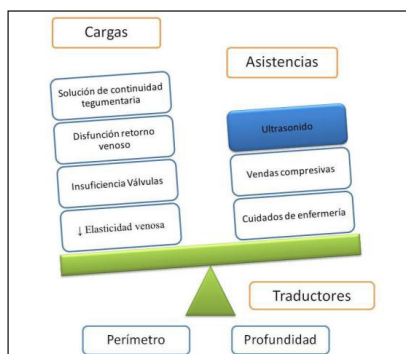 Cargas
Asistencias
Solución de continuidad
tegumentaria
Disfunción retorno
venoso
Insuficiencia Válvulas
↓ Elasticidad venosa
Ultrasonido
Vendas compresivas
Cuidados de enfermería
Traductores
Perímetro
Profundidad